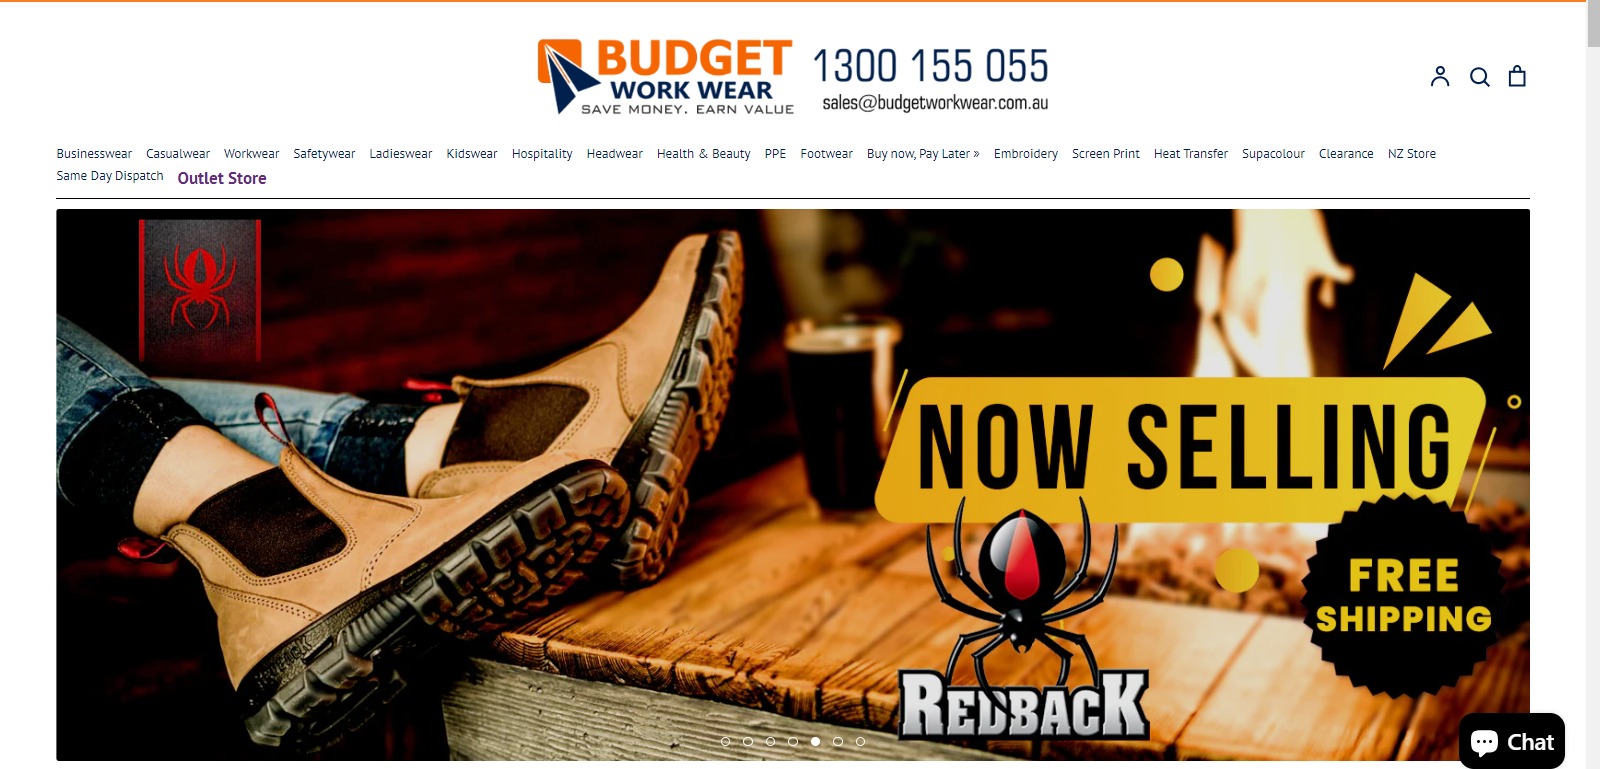 BUDGET
WORK WEAR
SAVE MONEY. EARN VALUE
1300 155 055
sales@budgetworkwear.com.au
Businesswear Casualwear Workwear Safetywear Ladieswear Kidswear Hospitality Headwear Health & Beauty PPE Footwear Buy now, Pay Later » Embroidery Screen Print Heat Transfer Supacolour Clearance NZ Store
Same Day Dispatch Outlet Store
NOW SELLING
FREE
SHIPPING
REDBACK
Chat